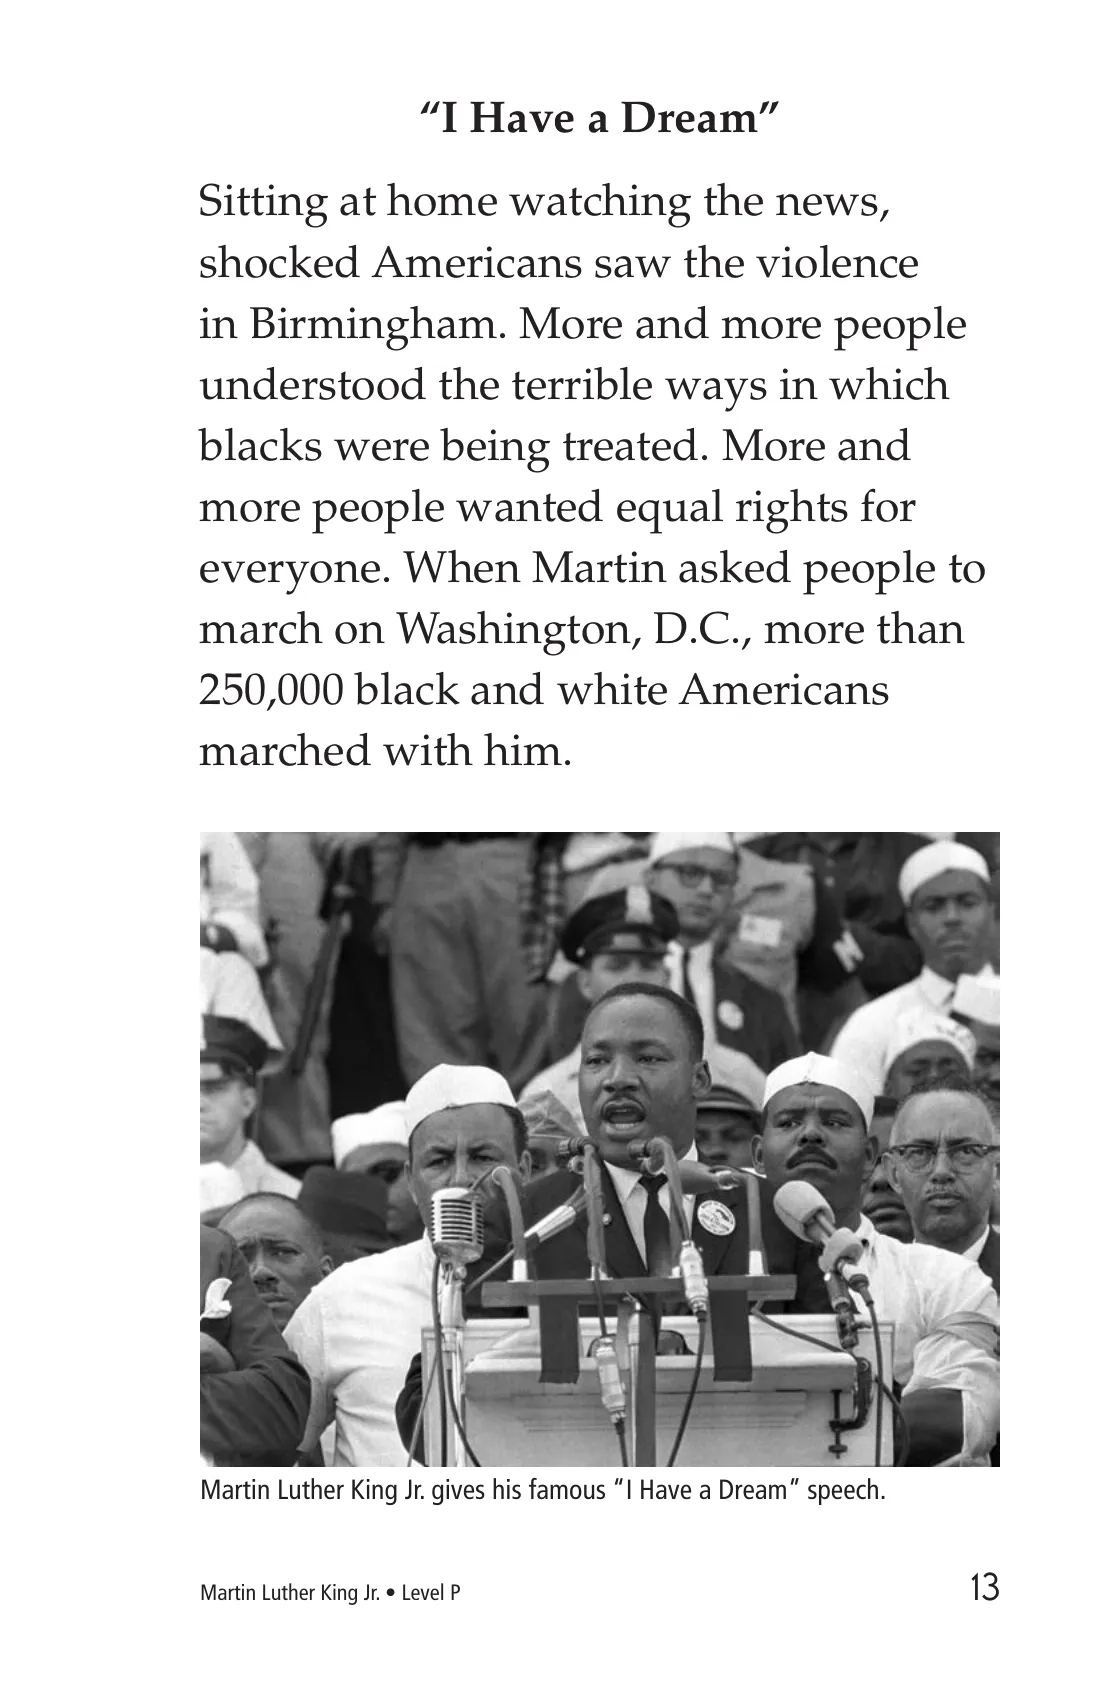 “I Have a Dream”
Sitting at home watching the news,
shocked Americans saw the violence
in Birmingham. More and more people
understood the terrible ways in which
blacks were being treated. More and
more people wanted equal rights for
everyone. When Martin asked people to
march on Washington, D.C., more than
250,000 black and white Americans
marched with him.
Martin Luther King Jr. gives his famous “I Have a Dream” speech.
Martin Luther King Jr. • Level P
13